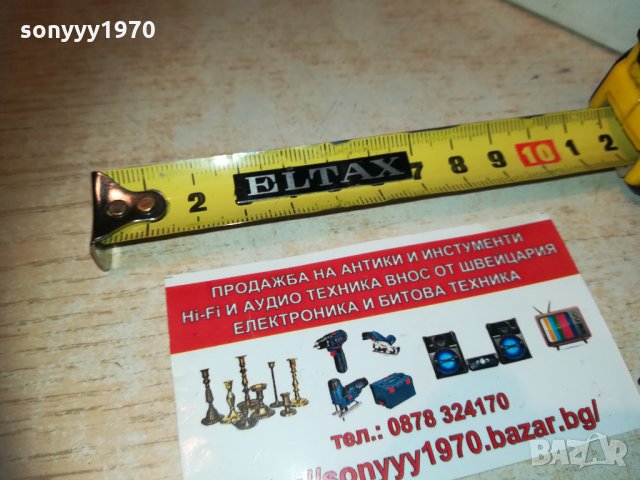 sonyyy1970
2 ELTAX 7 8 9 10 1 2
ПРОДАЖБА НА АНТИКИ И ИНСТУМЕНТИ
Hi-Fi И АУДИО ТЕХНИКА ВНОС ОТ ШВЕИЦАРИЯ
ЕЛЕКТРОНИКА И БИТОВА ТЕХНИКА
тел.: 0878 324170
//sonyyy1970.bazar.bg/
bazar.bg